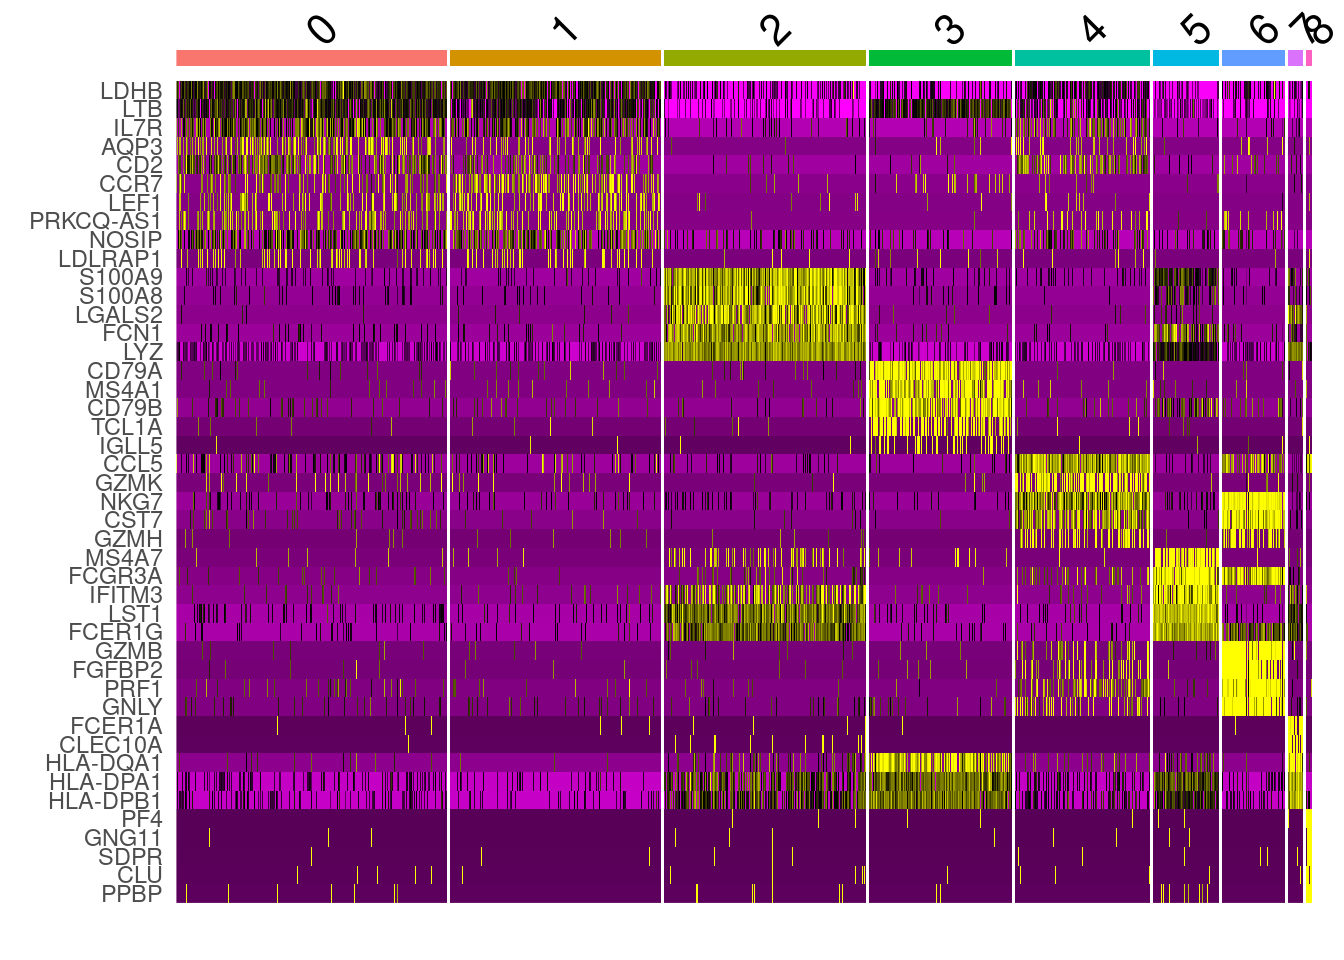 0 1 2 3 4 5 6 7 8
LDHB
LTB
IL7R
AQP3
CD2
CCR7
LEF1
PRKCQ-AS1
NOSIP
LDLRAP1
S100A9
S100A8
LGALS2
FCN1
LYZ
CD79A
MS4A1
CD79B
TCL1A
IGLL5
CCL5
GZMK
NKG7
CST7
GZMH
MS4A7
FCGR3A
IFITM3
LST1
FCER1G
GZMB
FGFBP2
PRF1
GNLY
FCER1A
CLEC10A
HLA-DQA1
HLA-DPA1
HLA-DPB1
PF4
GNG11
SDPR
CLU
PPBP